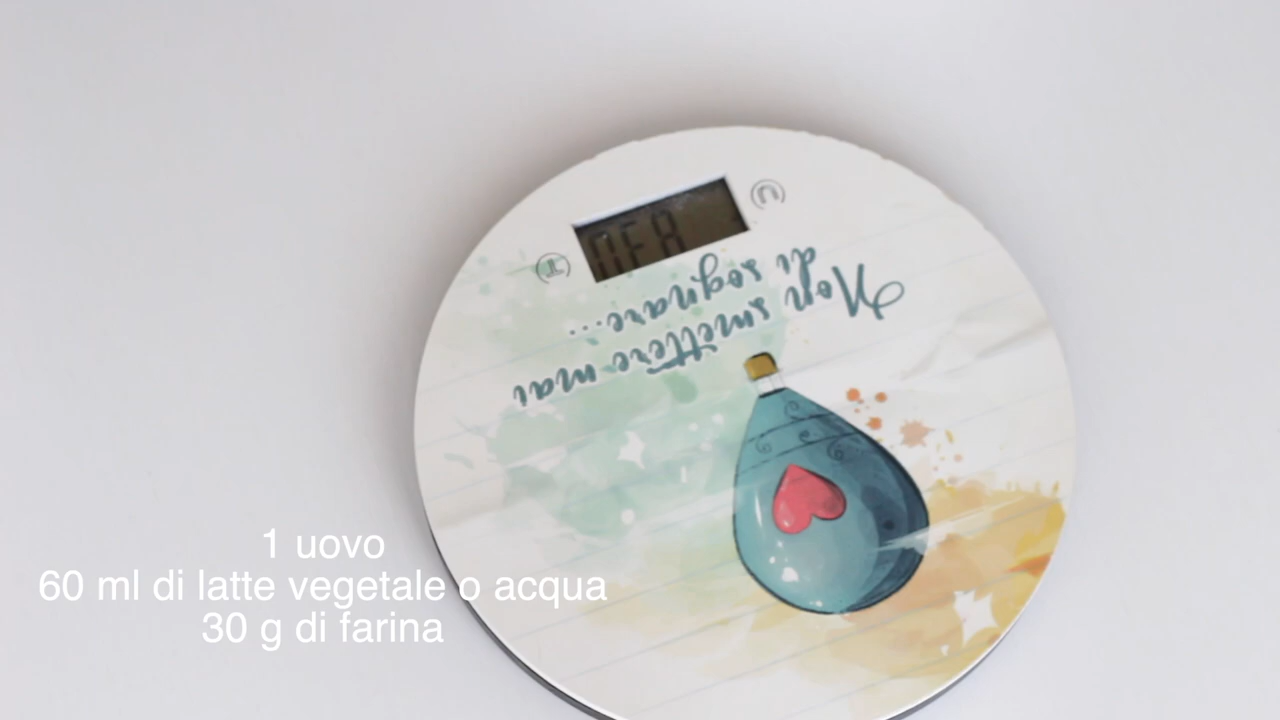 Non smettere mai
di sognare...
1 uovo
60 ml di latte vegetale o acqua
30 g di farina